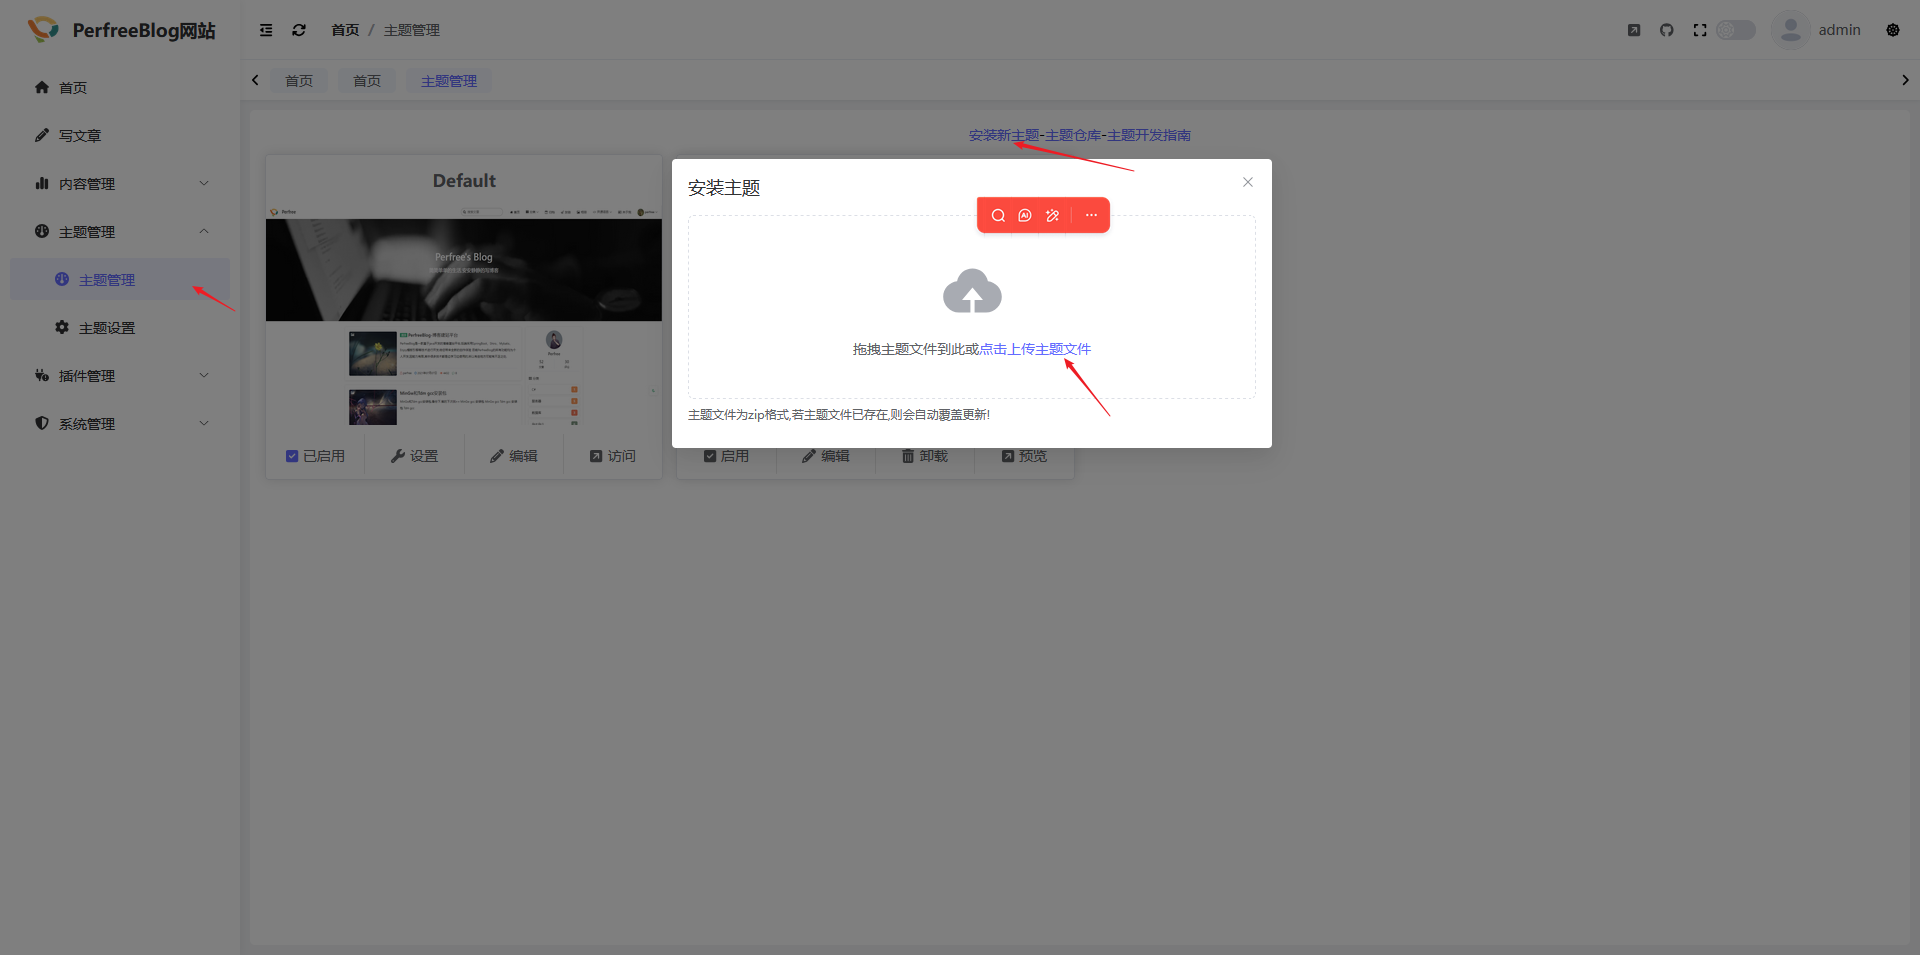 PerfreeBlog网站
首页 / 主题管理
admin
首页
首页
主题管理
首页
写文章
内容管理
主题管理
主题管理
主题设置
插件管理
系统管理
安装新主题-主题仓库-主题开发指南
Default
Perfree
Perfree's Blog
已启用
设置
编辑
访问
安装主题
AI
拖拽主题文件到此或点击上传主题文件
主题文件为zip格式,若主题文件已存在,则会自动覆盖更新!
启用
编辑
卸载
预览